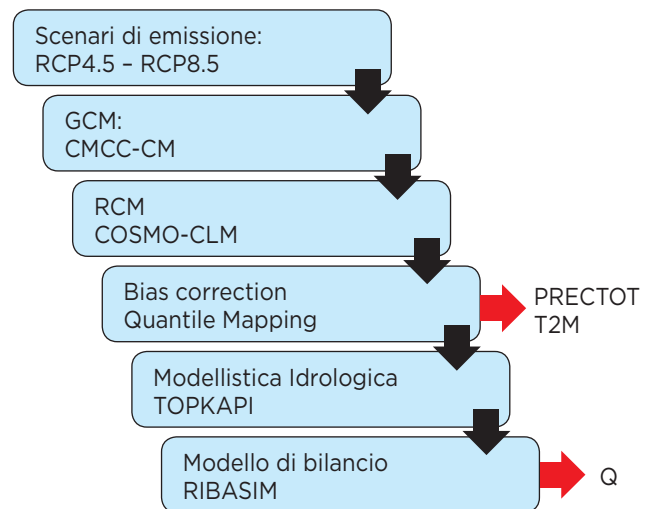 Scenari di emissione:
RCP4.5 – RCP8.5
GCM:
CMCC-CM
RCM
COSMO-CLM
Bias correction
Quantile Mapping
PRECTOT
T2M
Modellistica Idrologica
TOPKAPI
Modello di bilancio
RIBASIM
Q